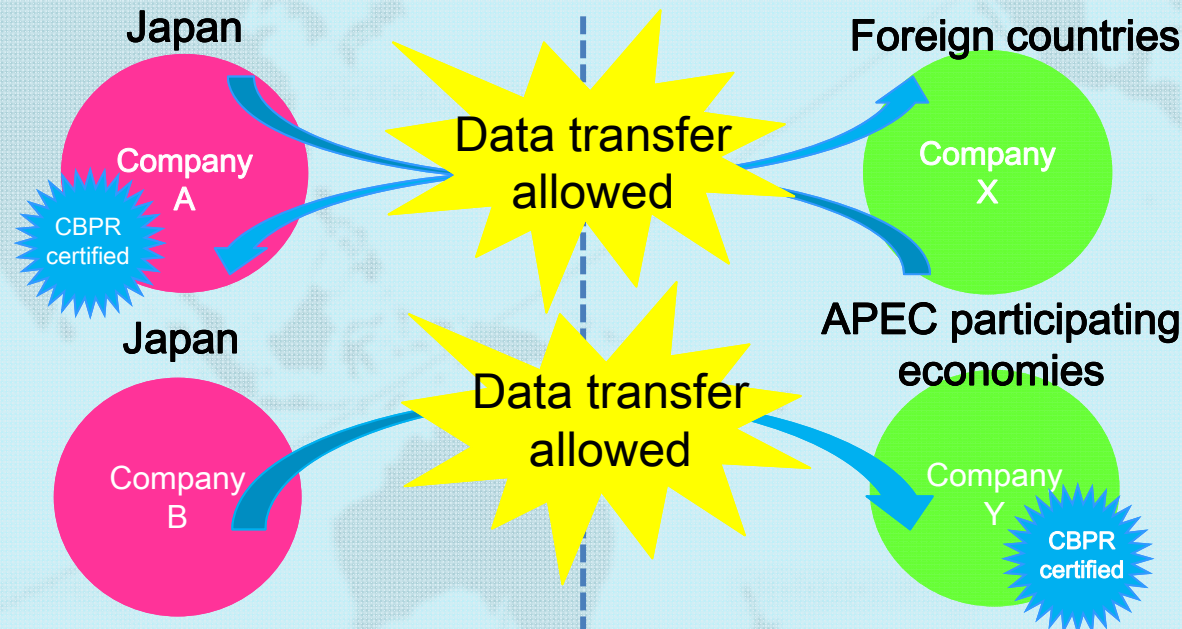 Japan
Foreign countries
Company
A
CBPR
certified
Data transfer
allowed
Company
X
Japan
APEC participating
economies
Company
B
Data transfer
allowed
Company
Y
CBPR
certified